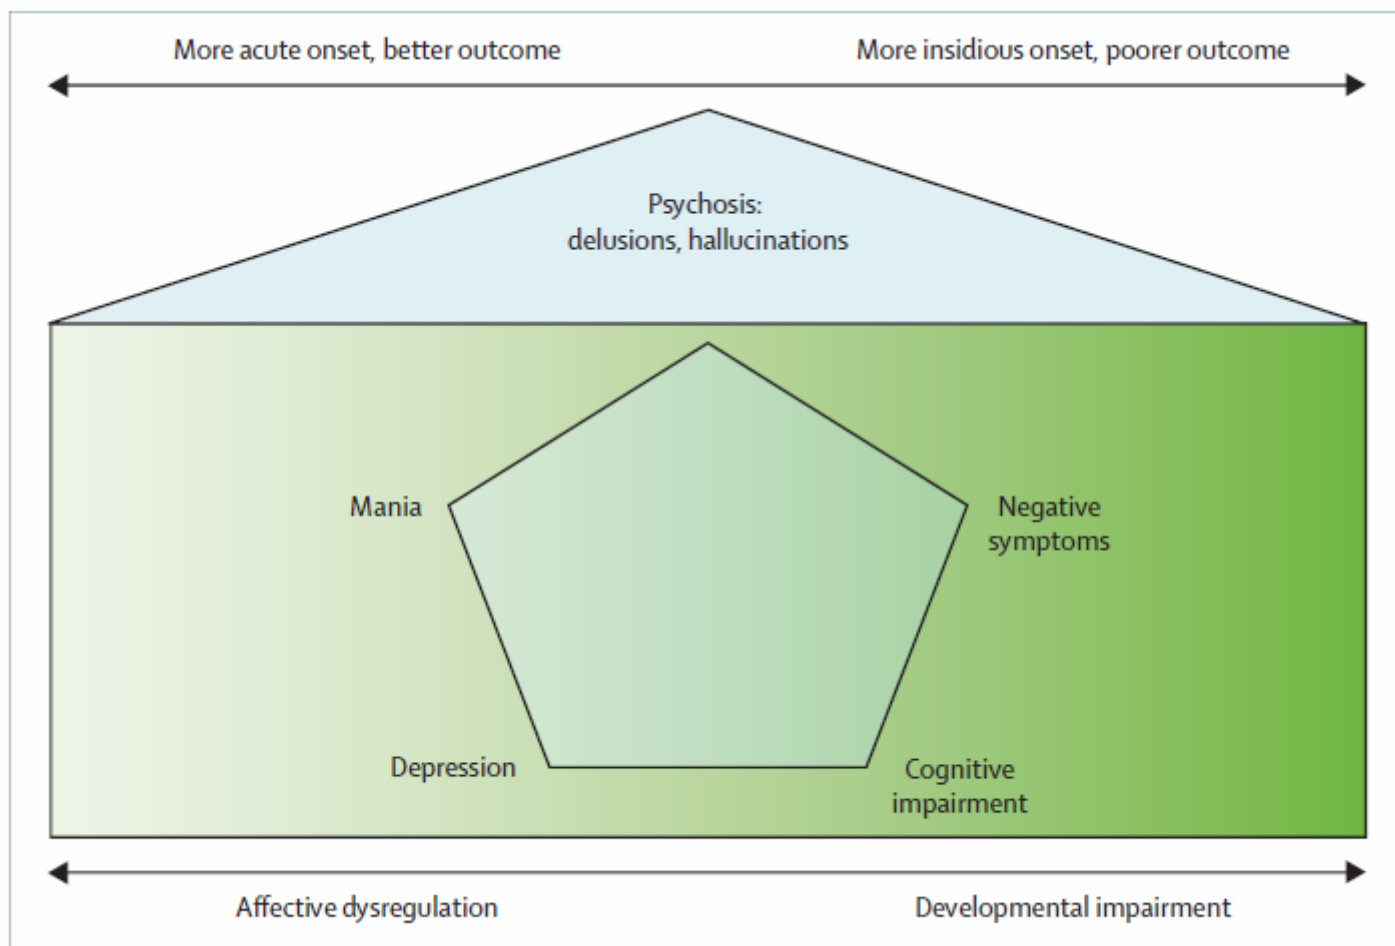 More acute onset, better outcome
More insidious onset, poorer outcome
Psychosis:
delusions, hallucinations
Mania
Negative
symptoms
Depression
Cognitive
impairment
Affective dysregulation
Developmental impairment